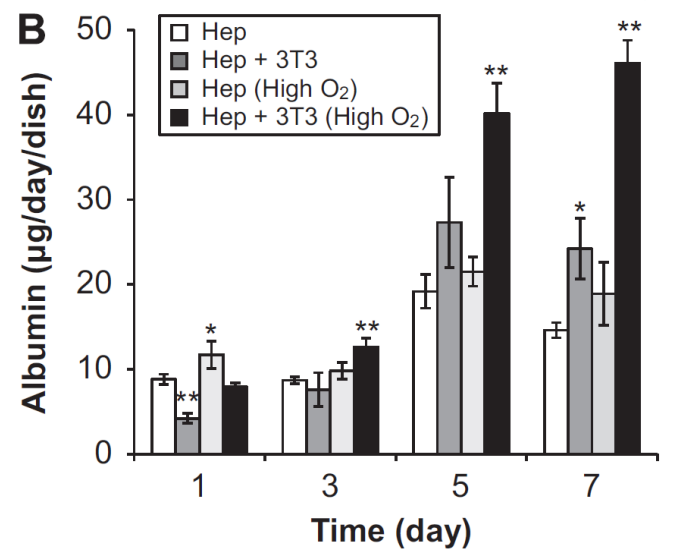 B
Hep
Hep + 3T3
Hep (High O₂)
Hep + 3T3 (High O₂)
Albumin (µg/day/dish)
50
40
30
20
10
0
**
*
**
**
*
**
1 3 5 7
Time (day)